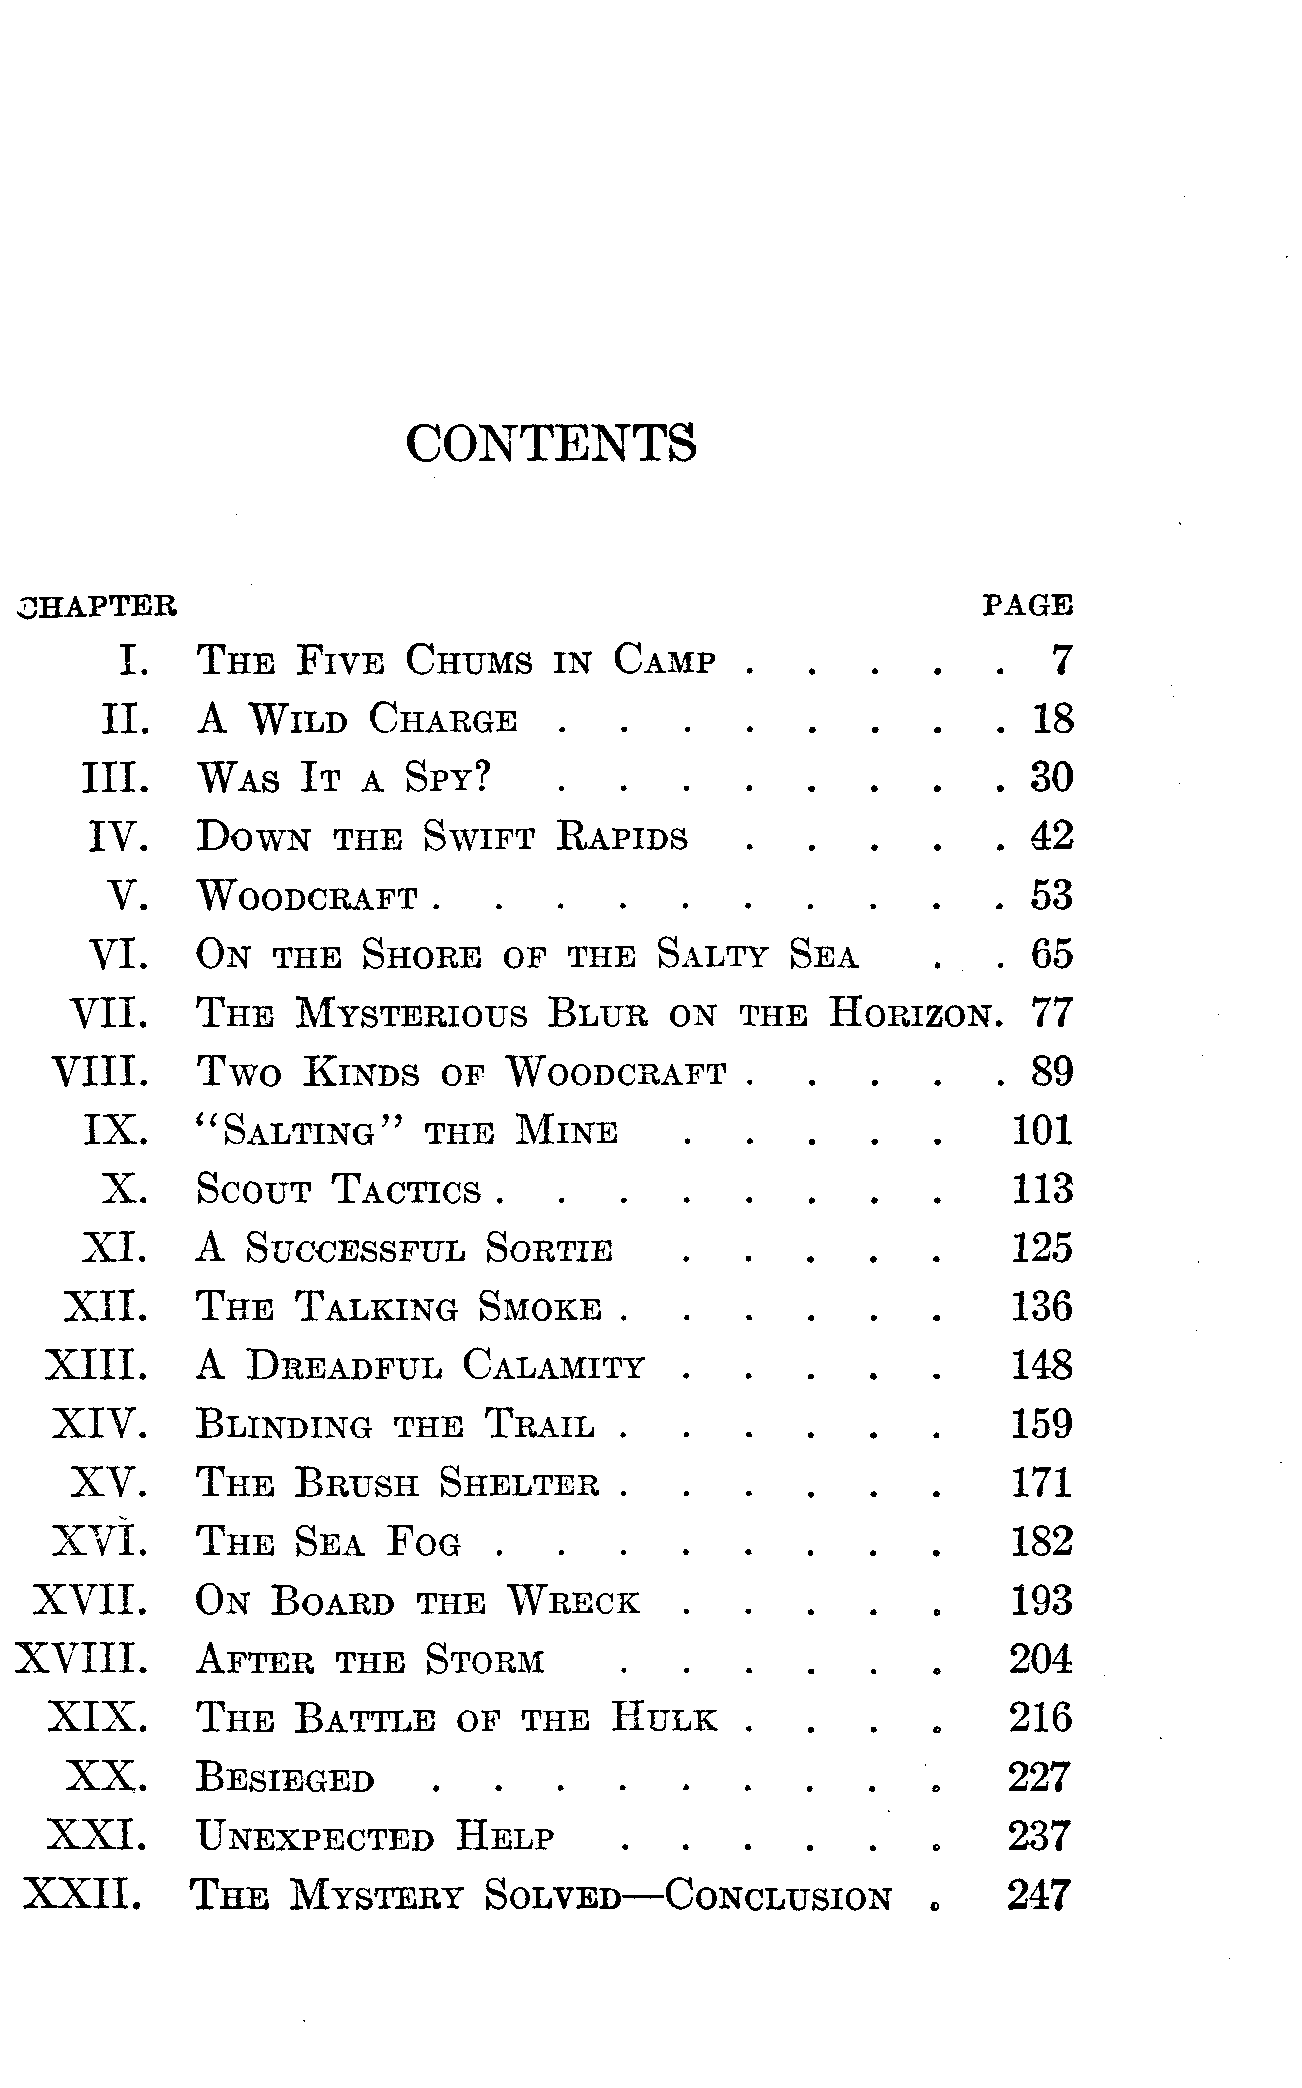 CONTENTS
CHAPTER PAGE
I. THE FIVE CHUMS IN CAMP . . . . . 7
II. A WILD CHARGE . . . . . . . . 18
III. WAS IT A SPY? . . . . . . . . 30
IV. DOWN THE SWIFT RAPIDS . . . . . 42
V. WOODCRAFT . . . . . . . . . . 53
VI. ON THE SHORE OF THE SALTY SEA . . 65
VII. THE MYSTERIOUS BLUR ON THE HORIZON . 77
VIII. TWO KINDS OF WOODCRAFT . . . . . 89
IX. “SALTING” THE MINE . . . . . 101
X. SCOUT TACTICS . . . . . . . . 113
XI. A SUCCESSFUL SORTIE . . . . . 125
XII. THE TALKING SMOKE . . . . . . 136
XIII. A DREADFUL CALAMITY . . . . . 148
XIV. BLINDING THE TRAIL . . . . . . 159
XV. THE BRUSH SHELTER . . . . . . 171
XVI. THE SEA FOG . . . . . . . . 182
XVII. ON BOARD THE WRECK . . . . . 193
XVIII. AFTER THE STORM . . . . . . 204
XIX. THE BATTLE OF THE HULK . . . . 216
XX. BESIEGED . . . . . . . . . 227
XXI. UNEXPECTED HELP . . . . . . 237
XXII. THE MYSTERY SOLVED—CONCLUSION . 247